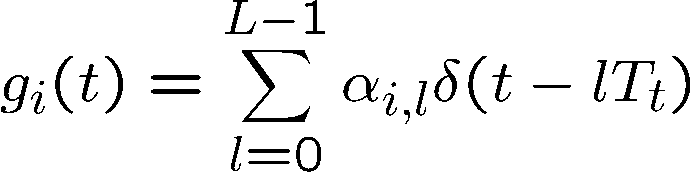 g_i(t) = \sum_{l=0}^{L-1} \alpha_{i,l} \delta(t - lT_t)